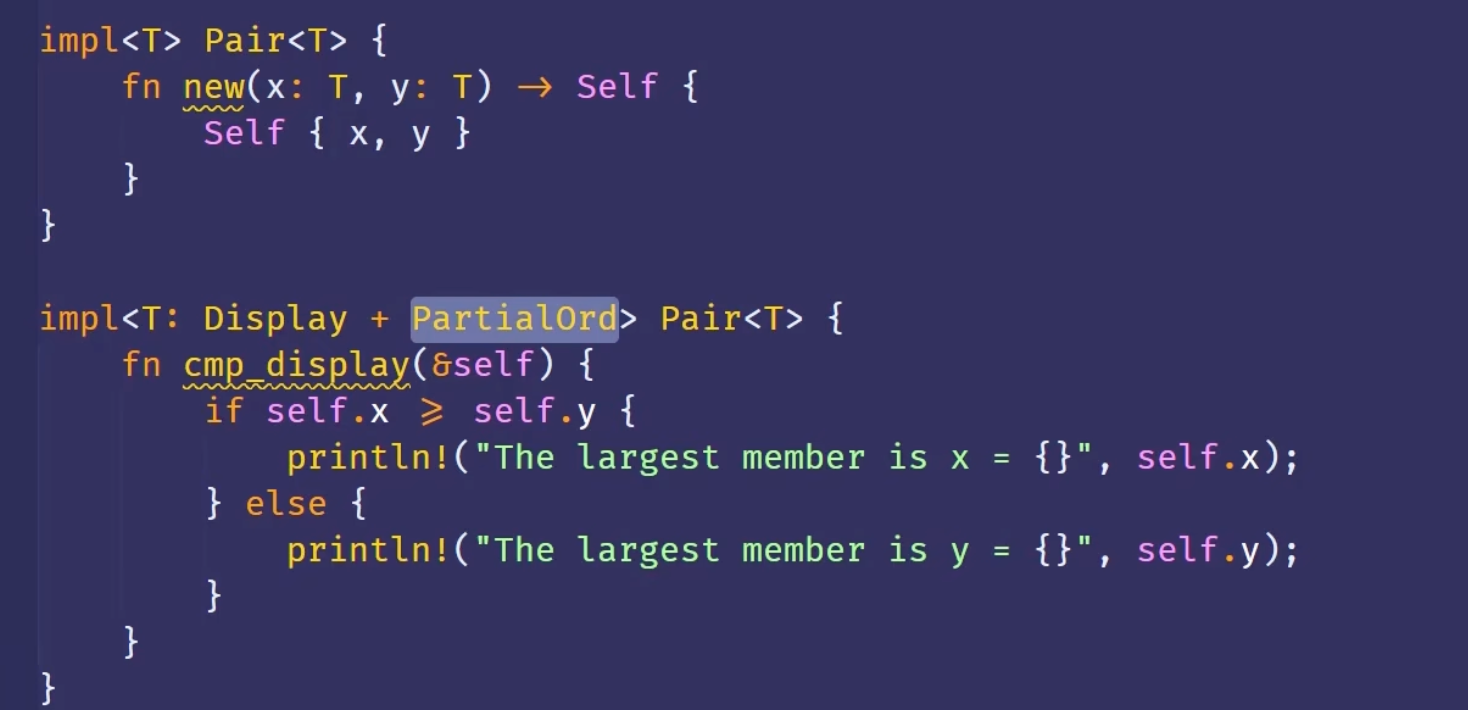 impl<T> Pair<T> {
    fn new(x: T, y: T) -> Self {
        Self { x, y }
    }
}

impl<T: Display + PartialOrd> Pair<T> {
    fn cmp_display(&self) {
        if self.x >= self.y {
            println!("The largest member is x = {}", self.x);
        } else {
            println!("The largest member is y = {}", self.y);
        }
    }
}